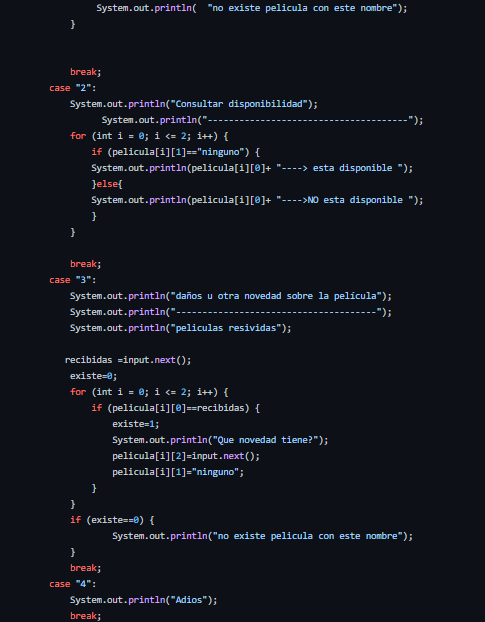 System.out.println(  "no existe pelicula con este nombre");
}
break;
case "2":
System.out.println("Consultar disponibilidad");
System.out.println("--------------------------------------");
for (int i = 0; i <= 2; i++) {
if (pelicula[i][1]=="ninguno") {
System.out.println(pelicula[i][0]+ "----> esta disponible ");
}else{
System.out.println(pelicula[i][0]+ "---->NO esta disponible ");
}
}
break;
case "3":
System.out.println("daños u otra novedad sobre la película");
System.out.println("--------------------------------------");
System.out.println("peliculas resividas");
recibidas =input.next();
existe=0;
for (int i = 0; i <= 2; i++) {
if (pelicula[i][0]==recibidas) {
existe=1;
System.out.println("Que novedad tiene?");
pelicula[i][2]=input.next();
pelicula[i][1]="ninguno";
}
}
if (existe==0) {
System.out.println("no existe pelicula con este nombre");
}
break;
case "4":
System.out.println("Adios");
break;